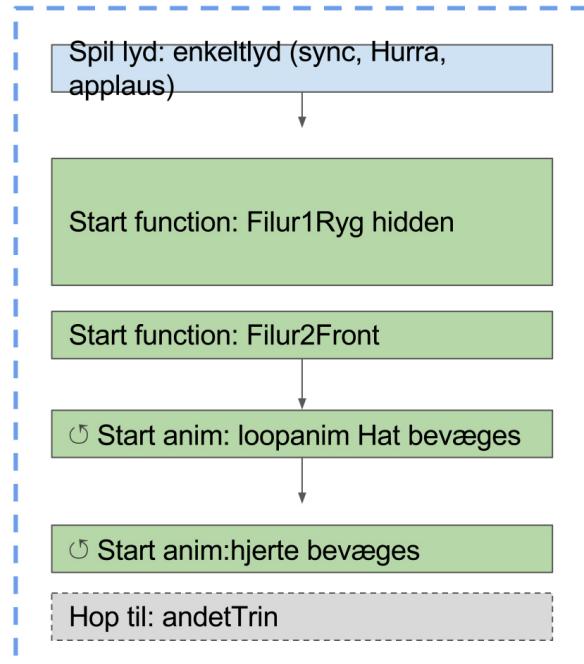 Spil lyd: enkeltlyd (sync, Hurra,
applaus)
Start function: Filur1Ryg hidden
Start function: Filur2Front
↺ Start anim: loopanim Hat bevæges
↺ Start anim:hjerte bevæges
Hop til: andetTrin